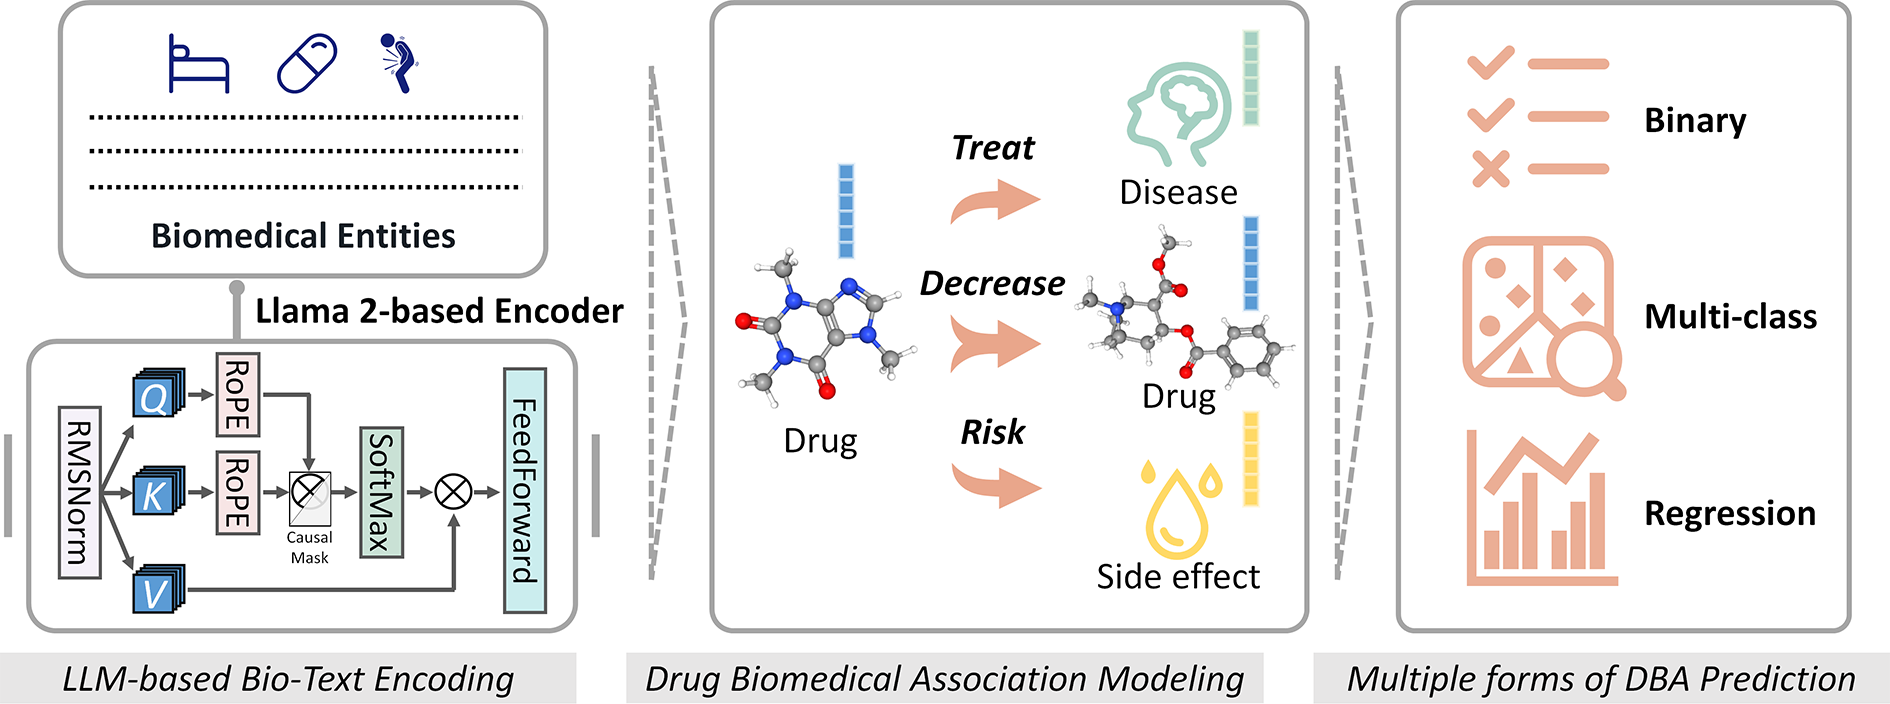 Biomedical Entities
Llama 2-based Encoder
RMSNorm
Q
K
V
RoPE
RoPE
Causal
Mask
SoftMax
FeedForward
LLM-based Bio-Text Encoding
Drug
Treat
Decrease
Risk
Disease
Drug
Side effect
Drug Biomedical Association Modeling
Binary
Multi-class
Regression
Multiple forms of DBA Prediction